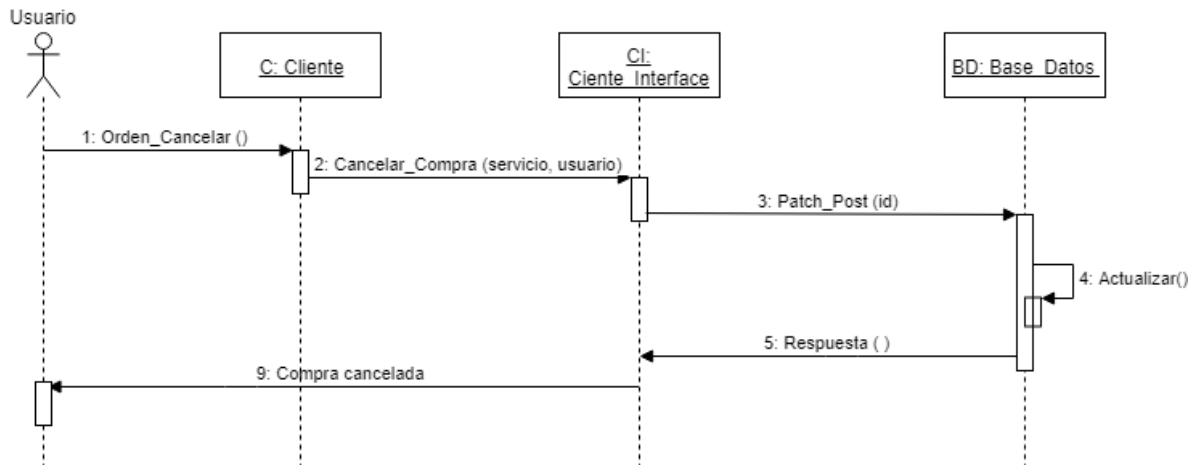 Usuario
C: Cliente
CI:
Ciente_Interface
BD: Base_Datos
1: Orden_Cancelar ()
2: Cancelar_Compra (servicio, usuario)
3: Patch_Post (id)
4: Actualizar()
5: Respuesta ( )
9: Compra cancelada